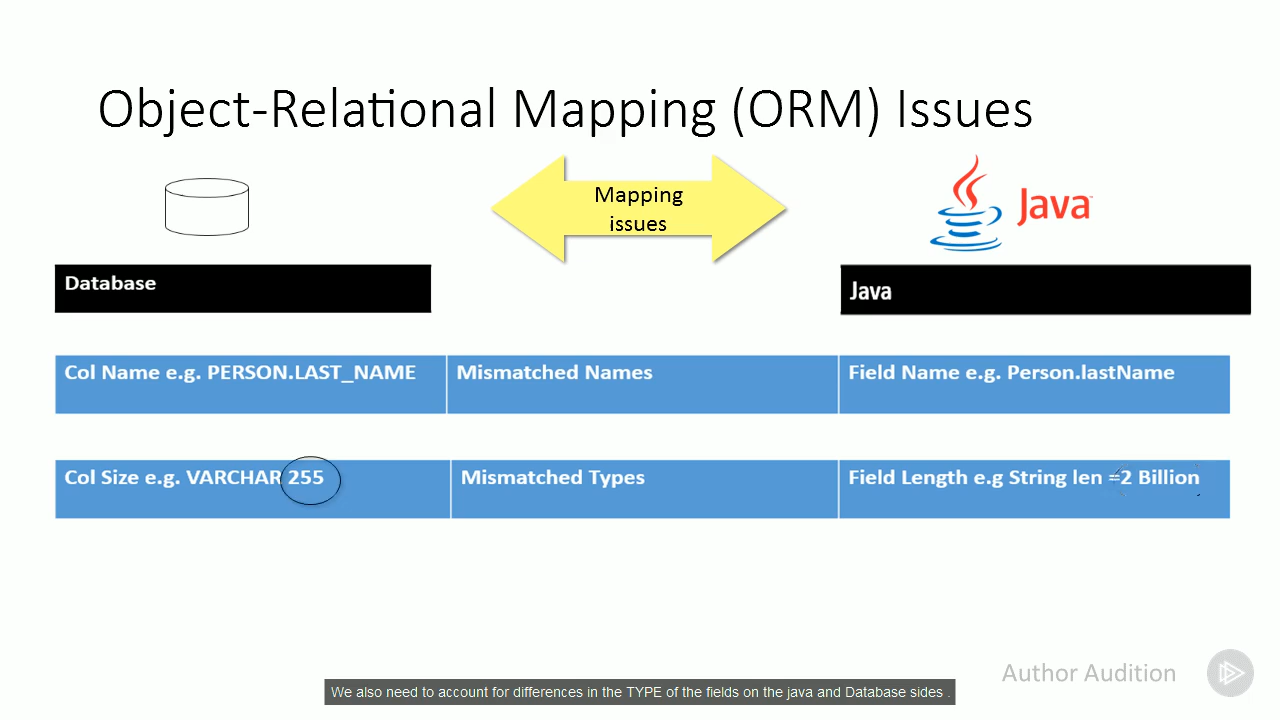 Object-Relational Mapping (ORM) Issues
Mapping
issues
Java
Database
Java
Col Name e.g. PERSON.LAST_NAME
Mismatched Names
Field Name e.g. Person.lastName
Col Size e.g. VARCHAR 255
Mismatched Types
Field Length e.g String len =2 Billion
Author Audition
We also need to account for differences in the TYPE of the fields on the java and Database sides .